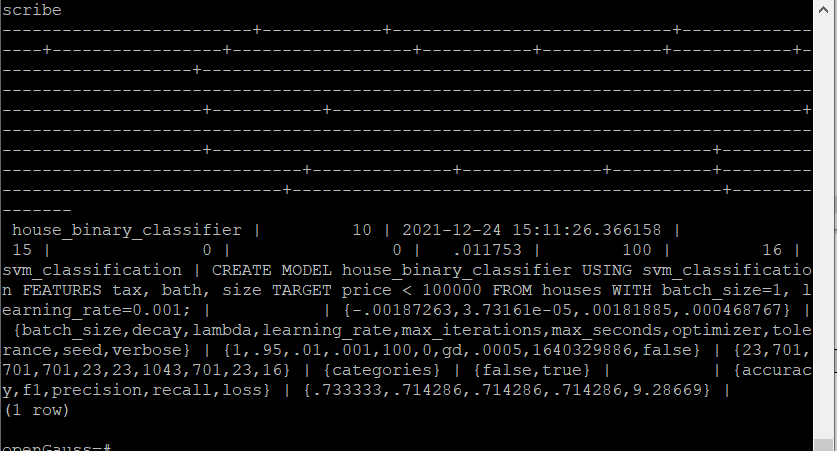 scribe
---------------------------+------------+----------------------------+-------------
----+-----------------+------------------+-----------+------------+------------+-
-------------------+-------------------------------------------------------------
---------------------------------------------------------------------------------
--------------------+-----------+----------------------------------------------+
---------------------------------------------------------------------------------
--------------------+--------------------------------------------------+---------
------------------------------+--------------+--------------+----------+---------
----------------------------+-------------------------------------------+--------
-------
house_binary_classifier | 10 | 2021-12-24 15:11:26.366158 |
15 | 0 | 0 | .011753 | 100 | 16 |
svm_classification | CREATE MODEL house_binary_classifier USING svm_classificatio
n FEATURES tax, bath, size TARGET price < 100000 FROM houses WITH batch_size=1, l
earning_rate=0.001; | | {-.00187263,3.73161e-05,.00181885,.000468767} |
{batch_size,decay,lambda,learning_rate,max_iterations,max_seconds,optimizer,tole
rance,seed,verbose} | {1,.95,.01,.001,100,0,gd,.0005,1640329886,false} | {23,701,
701,701,23,23,1043,701,23,16} | {categories} | {false,true} | | {accurac
y,f1,precision,recall,loss} | {.733333,.714286,.714286,.714286,9.28669} |
(1 row)
openGauss=#